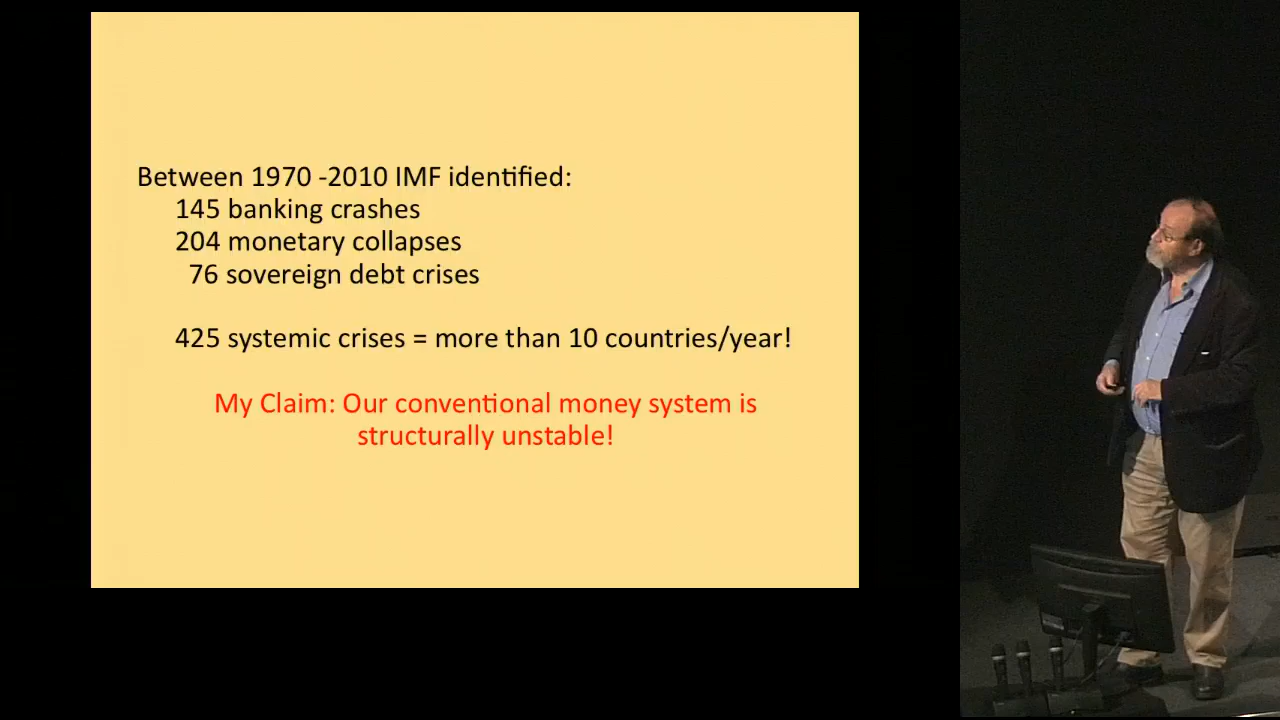 Between 1970 -2010 IMF identified:
145 banking crashes
204 monetary collapses
76 sovereign debt crises
425 systemic crises = more than 10 countries/year!
My Claim: Our conventional money system is
structurally unstable!